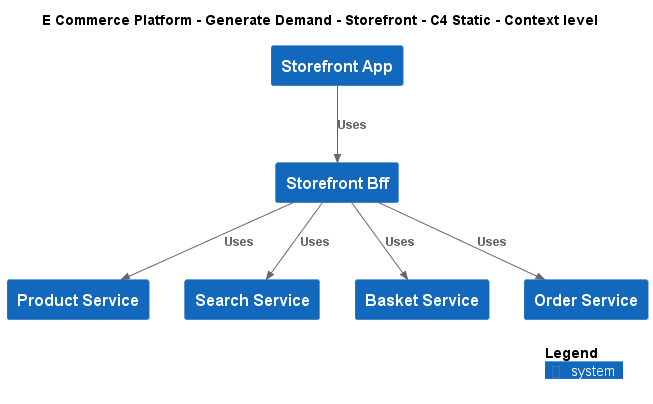 E Commerce Platform - Generate Demand - Storefront - C4 Static - Context level
Storefront App
Uses
Storefront Bff
Uses
Uses
Uses
Uses
Product Service
Search Service
Basket Service
Order Service
Legend
system